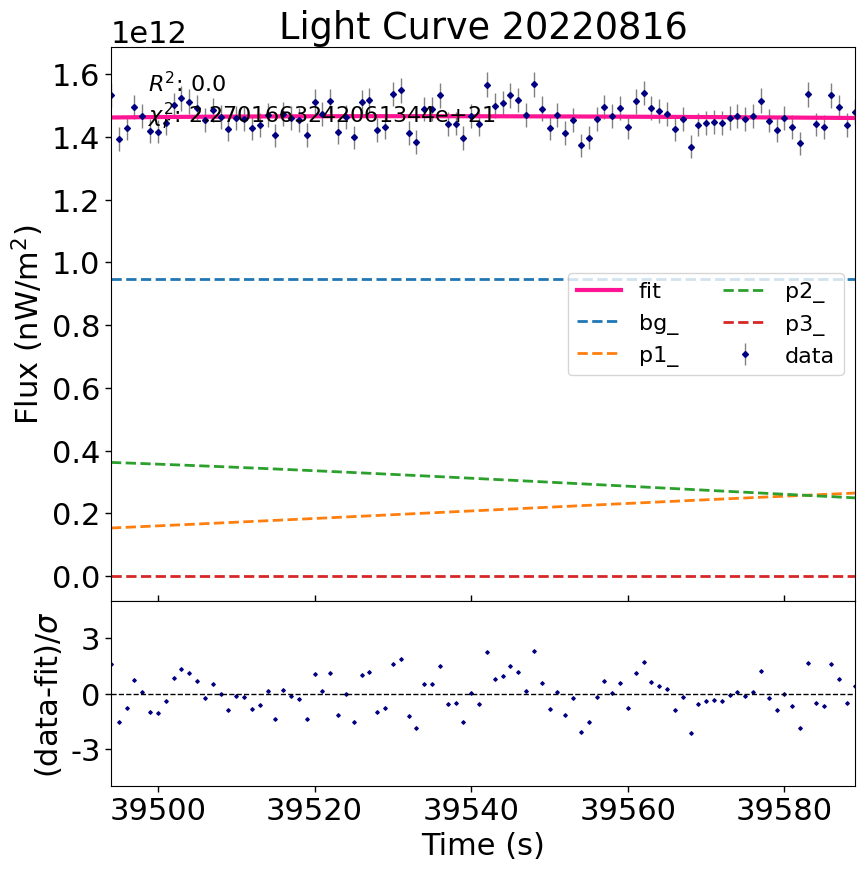 Light Curve 20220816
1e12
R²: 0.0
χ²: 2.2701663242061344e+21
1.6
1.4
1.2
1.0
0.8
0.6
0.4
0.2
0.0
Flux (nW/m²)
fit
bg_
p1_
p2_
p3_
data
3
0
-3
(data-fit)/σ
39500
39520
39540
39560
39580
Time (s)